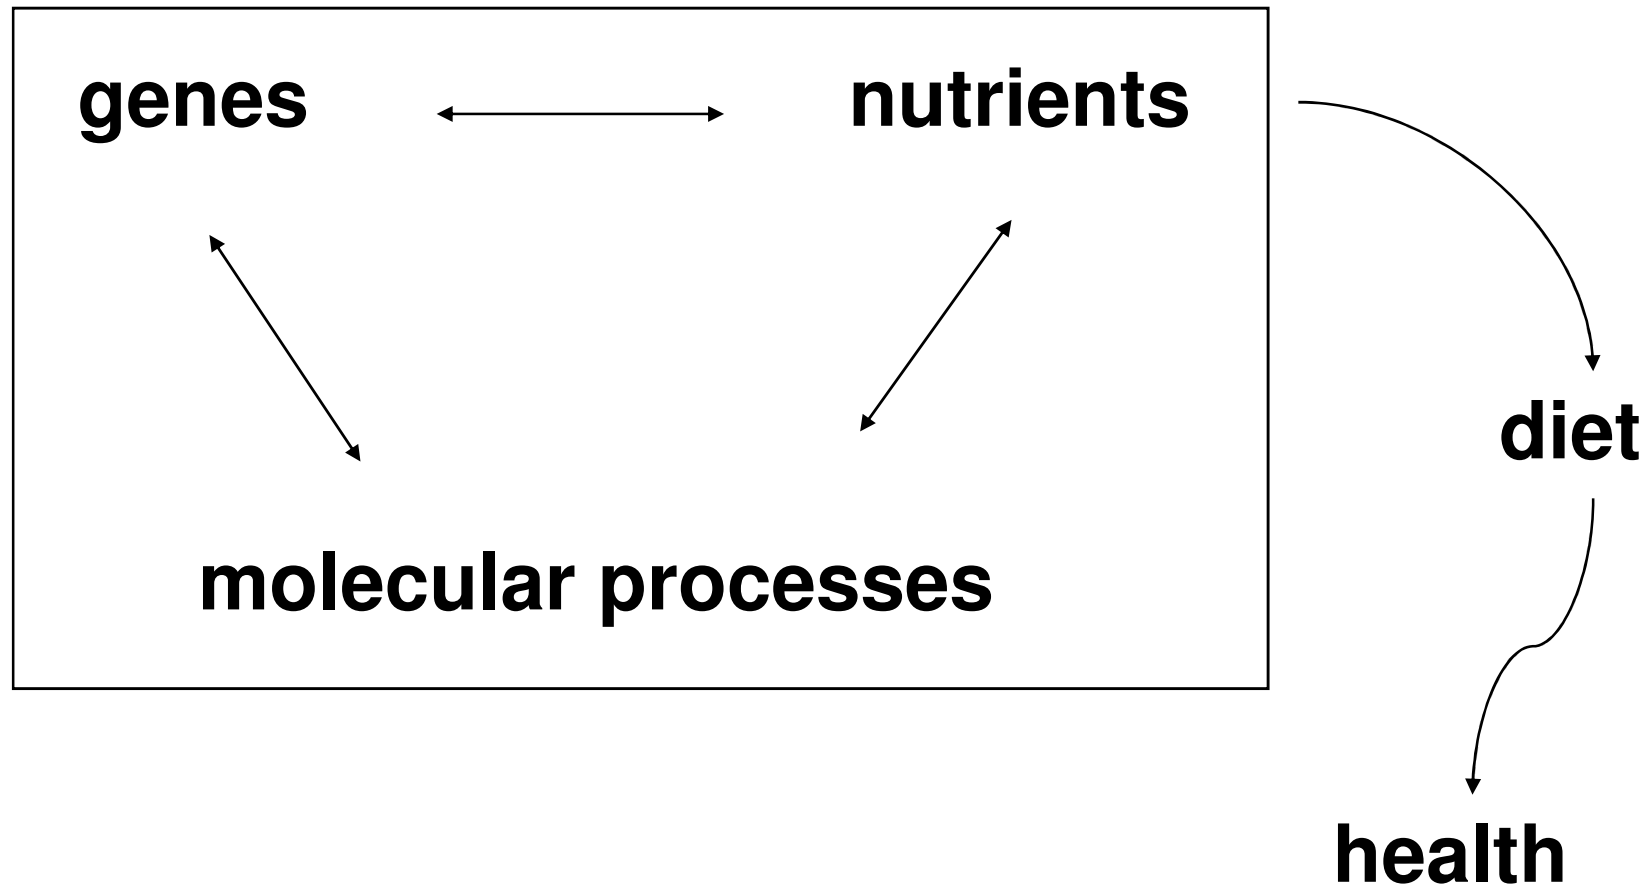 genes
nutrients
diet
molecular processes
health